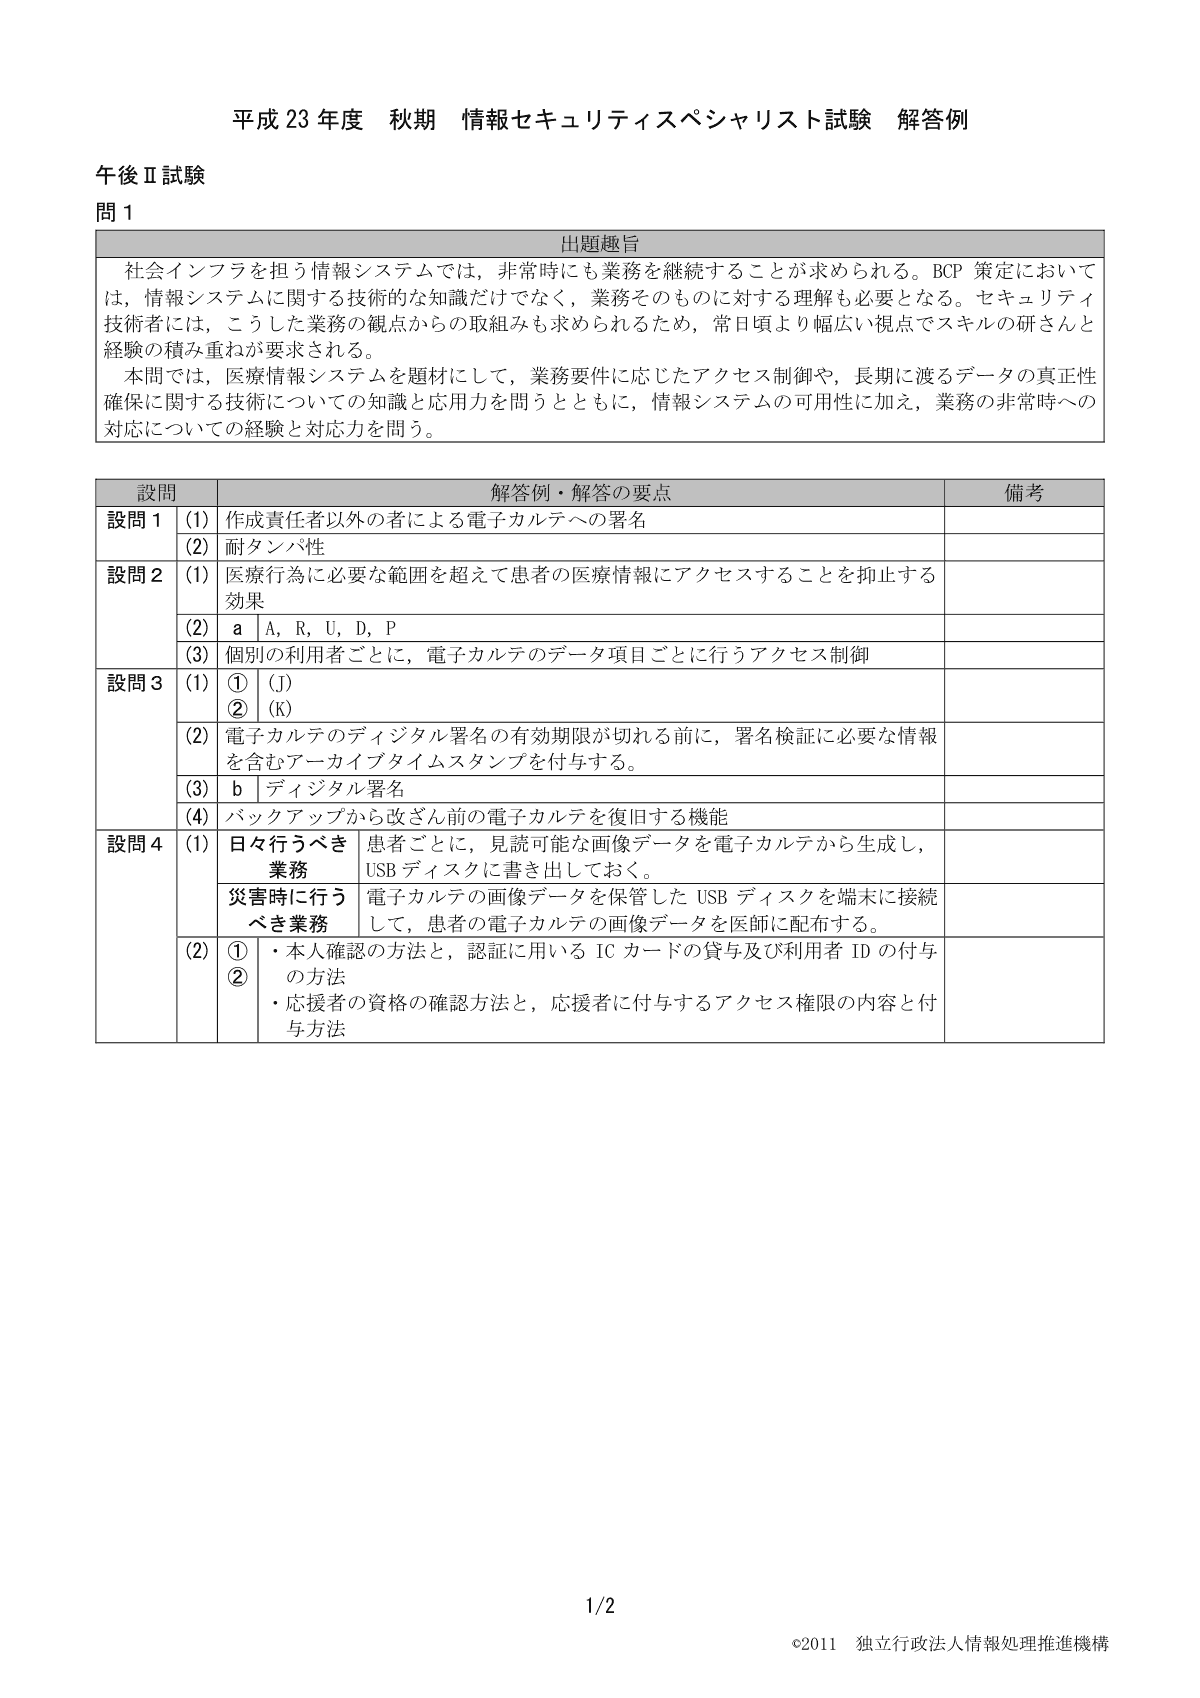 平成 23 年度　秋期　情報セキュリティスペシャリスト試験　解答例
午後Ⅱ試験
問１
出題趣旨
　社会インフラを担う情報システムでは，非常時にも業務を継続することが求められる。BCP 策定において
は，情報システムに関する技術的な知識だけでなく，業務そのものに対する理解も必要となる。セキュリティ
技術者には，こうした業務の観点からの取組みも求められるため，常日頃より幅広い視点でスキルの研さんと
経験の積み重ねが要求される。
　本問では，医療情報システムを題材にして，業務要件に応じたアクセス制御や，長期に渡るデータの真正性
確保に関する技術についての知識と応用力を問うとともに，情報システムの可用性に加え，業務の非常時への
対応についての経験と対応力を問う。
設問　解答例・解答の要点　備考
設問１　(1)　作成責任者以外の者による電子カルテへの署名
(2)　耐タンパ性
設問２　(1)　医療行為に必要な範囲を超えて患者の医療情報にアクセスすることを抑止する
効果
(2)　a　A，R，U，D，P
(3)　個別の利用者ごとに，電子カルテのデータ項目ごとに行うアクセス制御
設問３　(1)　①　(J)
②　(K)
(2)　電子カルテのディジタル署名の有効期限が切れる前に，署名検証に必要な情報
を含むアーカイブタイムスタンプを付与する。
(3)　b　ディジタル署名
(4)　バックアップから改ざん前の電子カルテを復旧する機能
設問４　(1)　日々行うべき　患者ごとに，見読可能な画像データを電子カルテから生成し，
業務　USB ディスクに書き出しておく。
災害時に行う　電子カルテの画像データを保管した USB ディスクを端末に接続
べき業務　して，患者の電子カルテの画像データを医師に配布する。
(2)　①　・本人確認の方法と，認証に用いる IC カードの貸与及び利用者 ID の付与
②　の方法
・応援者の資格の確認方法と，応援者に付与するアクセス権限の内容と付
与方法
1/2
©2011　独立行政法人情報処理推進機構